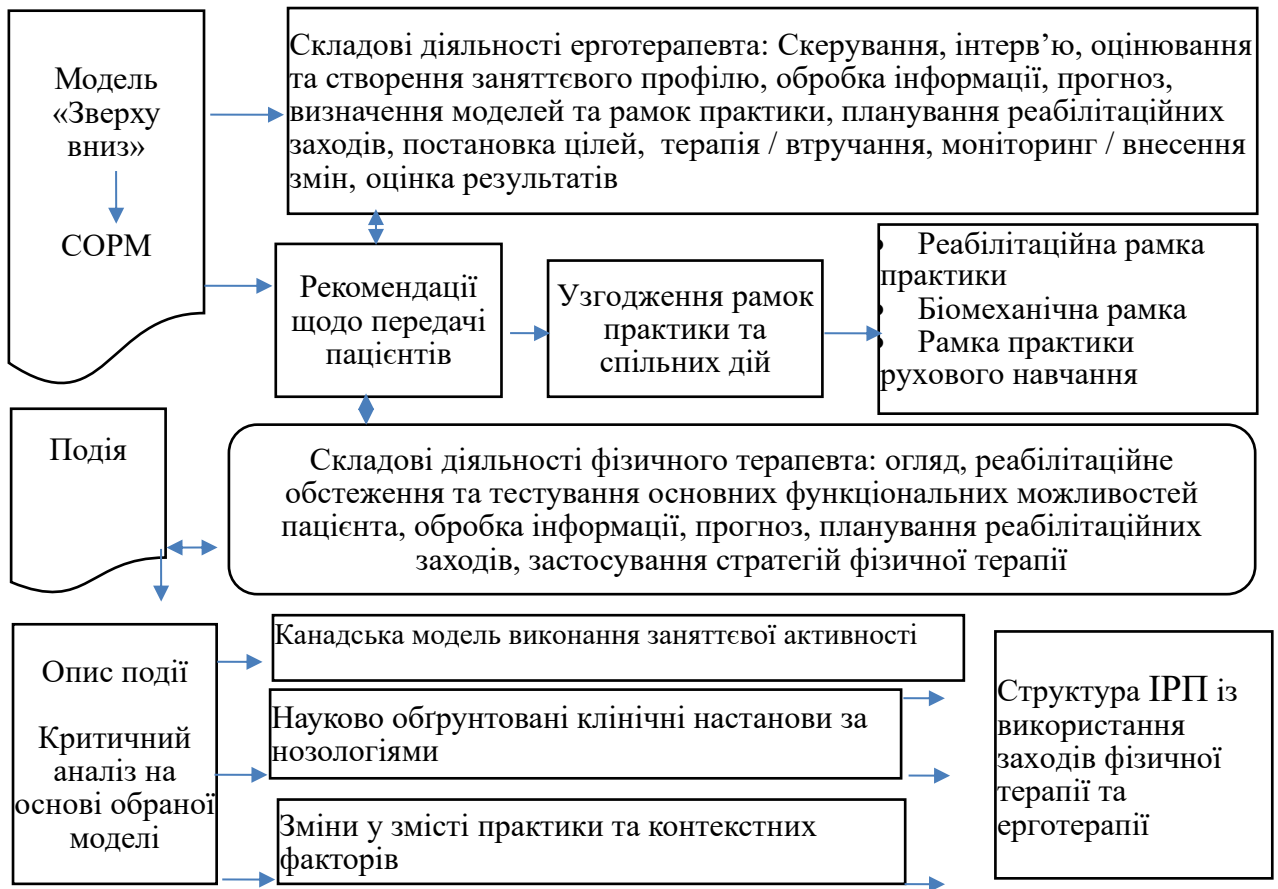 Модель
«Зверху
вниз»
СОРМ
Складові діяльності ерготерапевта: Скерування, інтерв’ю, оцінювання
та створення заняттєвого профілю, обробка інформації, прогноз,
визначення моделей та рамок практики, планування реабілітаційних
заходів, постановка цілей, терапія / втручання, моніторинг / внесення
змін, оцінка результатів
Рекомендації
щодо передачі
пацієнтів
Узгодження рамок
практики та
спільних дій
• Реабілітаційна рамка
практики
• Біомеханічна рамка
• Рамка практики
рухового навчання
Подія
Складові діяльності фізичного терапевта: огляд, реабілітаційне
обстеження та тестування основних функціональних можливостей
пацієнта, обробка інформації, прогноз, планування реабілітаційних
заходів, застосування стратегій фізичної терапії
Опис події
Критичний
аналіз на
основі обраної
моделі
Канадська модель виконання заняттєвої активності
Науково обґрунтовані клінічні настанови за
нозологіями
Зміни у змісті практики та контекстних
факторів
Структура ІРП із
використання
заходів фізичної
терапії та
ерготерапії